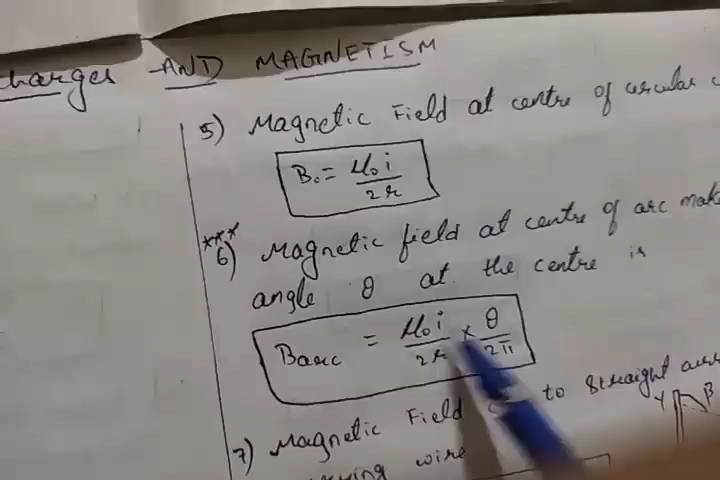 charges AND MAGNETISM
5) Magnetic Field at centre of circular
B₀ = μ₀i / 2r
***
6) Magnetic field at centre of arc
angle θ at the centre is
Barc = μ₀i / 2r × θ / 2π
7) Magnetic Field to straight
wire
Y B